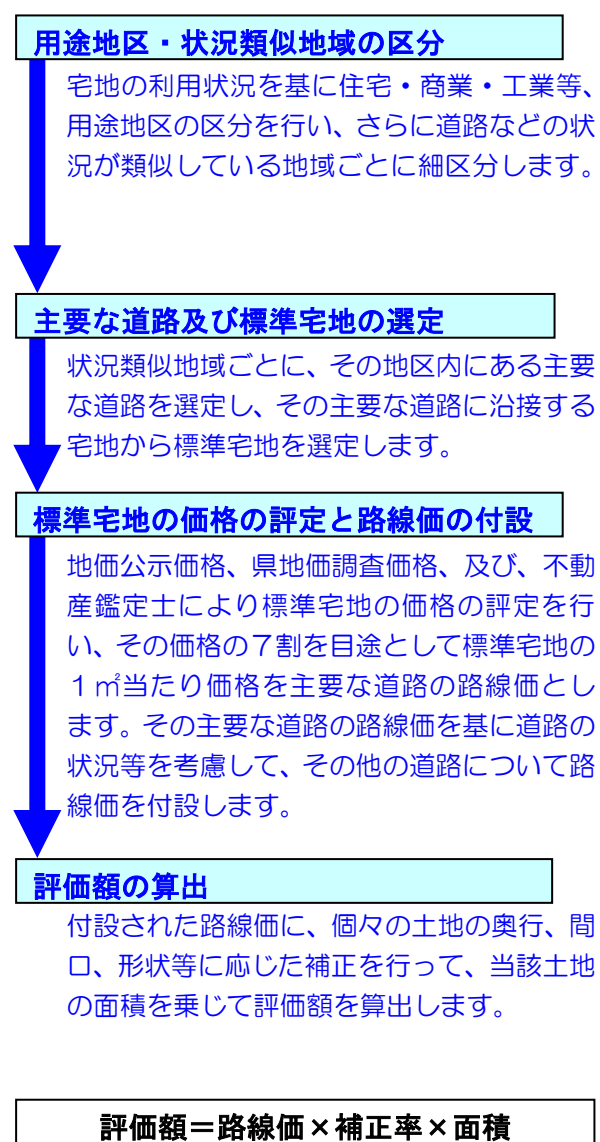 用途地区・状況類似地域の区分
宅地の利用状況を基に住宅・商業・工業等、
用途地区の区分を行い、さらに道路などの状
況が類似している地域ごとに細区分します。
主要な道路及び標準宅地の選定
状況類似地域ごとに、その地区内にある主要
な道路を選定し、その主要な道路に沿接する
宅地から標準宅地を選定します。
標準宅地の価格の評定と路線価の付設
地価公示価格、県地価調査価格、及び、不動
産鑑定士により標準宅地の価格の評定を行
い、その価格の７割を目途として標準宅地の
１㎡当たり価格を主要な道路の路線価とし
ます。その主要な道路の路線価を基に道路の
状況等を考慮して、その他の道路について路
線価を付設します。
評価額の算出
付設された路線価に、個々の土地の奥行、間
口、形状等に応じた補正を行って、当該土地
の面積を乗じて評価額を算出します。
評価額＝路線価×補正率×面積